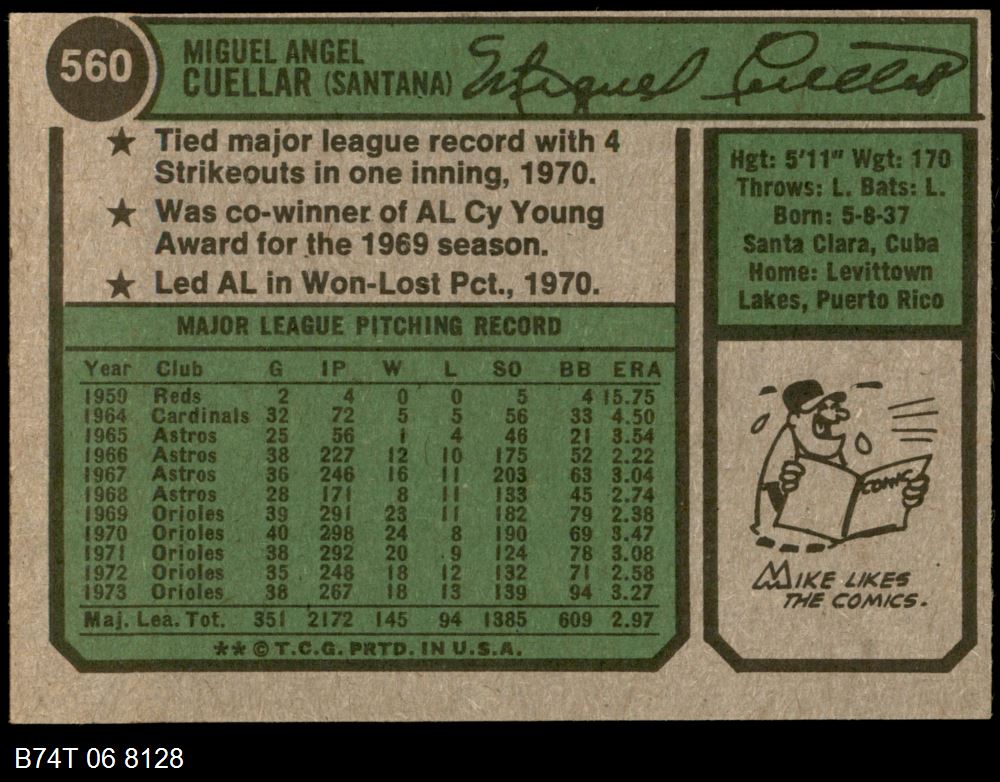 560
MIGUEL ANGEL
CUELLAR (SANTANA)
Miguel Cuellar
★ Tied major league record with 4
Strikeouts in one inning, 1970.
★ Was co-winner of AL Cy Young
Award for the 1969 season.
★ Led AL in Won-Lost Pct., 1970.
MAJOR LEAGUE PITCHING RECORD
Year Club G IP W L SO BB ERA
1959 Reds 2 4 0 0 5 4 15.75
1964 Cardinals 32 72 5 5 56 33 4.50
1965 Astros 25 56 1 4 46 21 3.54
1966 Astros 38 227 12 10 175 52 2.22
1967 Astros 36 246 16 11 203 63 3.04
1968 Astros 28 171 8 11 133 45 2.74
1969 Orioles 39 291 23 11 182 79 2.38
1970 Orioles 40 298 24 8 190 69 3.47
1971 Orioles 38 292 20 9 124 78 3.08
1972 Orioles 35 248 18 12 132 71 2.58
1973 Orioles 38 267 18 13 139 94 3.27
Maj. Lea. Tot. 351 2172 145 94 1385 609 2.97
** © T.C.G. PRTD. IN U.S.A.
Hgt: 5'11" Wgt: 170
Throws: L. Bats: L.
Born: 5-8-37
Santa Clara, Cuba
Home: Levittown
Lakes, Puerto Rico
COMIC
MIKE LIKES
THE COMICS.
B74T 06 8128